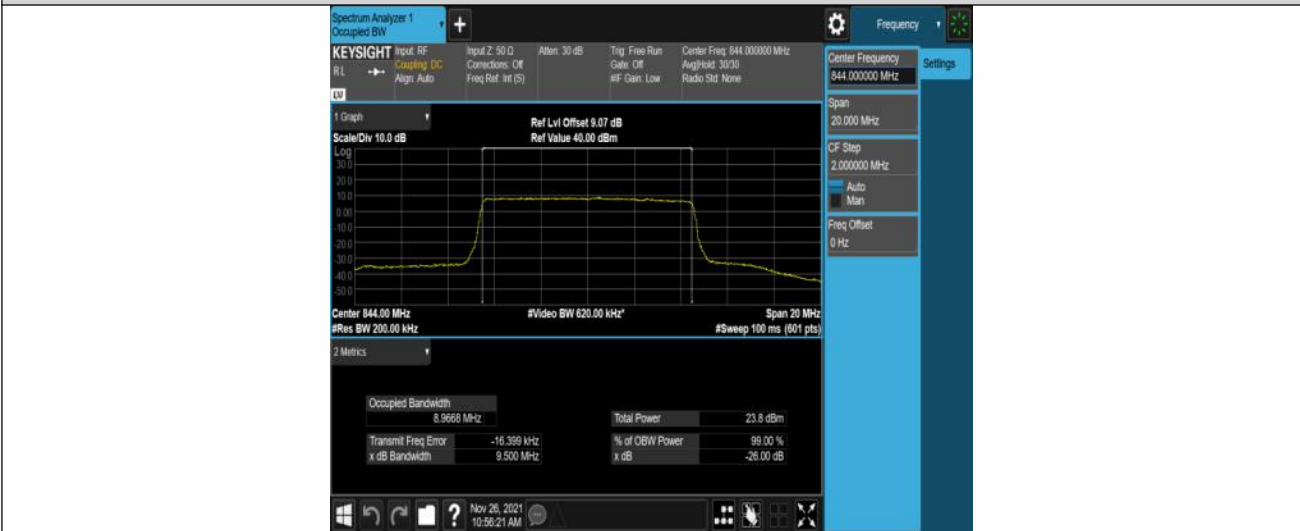 Spectrum Analyzer 1
Occupied BW
+
Frequency
KEYSIGHT
RL
LV
Input: RF
Coupling: DC
Align: Auto
Input Z: 50 Ω
Corrections: Off
Freq Ref: Int (S)
Atten: 30 dB
Trig: Free Run
Gate: Off
#IF Gain: Low
Center Freq: 844.000000 MHz
Avg|Hold: 30/30
Radio Std: None
Center Frequency
844.000000 MHz
Settings
Span
20.000 MHz
CF Step
2.000000 MHz
Auto
Man
Freq Offset
0 Hz
1 Graph
Scale/Div 10.0 dB
Ref Lvl Offset 9.07 dB
Ref Value 40.00 dBm
Log
30.0
20.0
10.0
0.00
-10.0
-20.0
-30.0
-40.0
-50.0
Center 844.00 MHz
#Video BW 620.00 kHz*
Span 20 MHz
#Res BW 200.00 kHz
#Sweep 100 ms (601 pts)
2 Metrics
Occupied Bandwidth
8.9668 MHz
Total Power 23.8 dBm
Transmit Freq Error -16.399 kHz
% of OBW Power 99.00 %
x dB Bandwidth 9.500 MHz
x dB -26.00 dB
?
Nov 26, 2021
10:56:21 AM